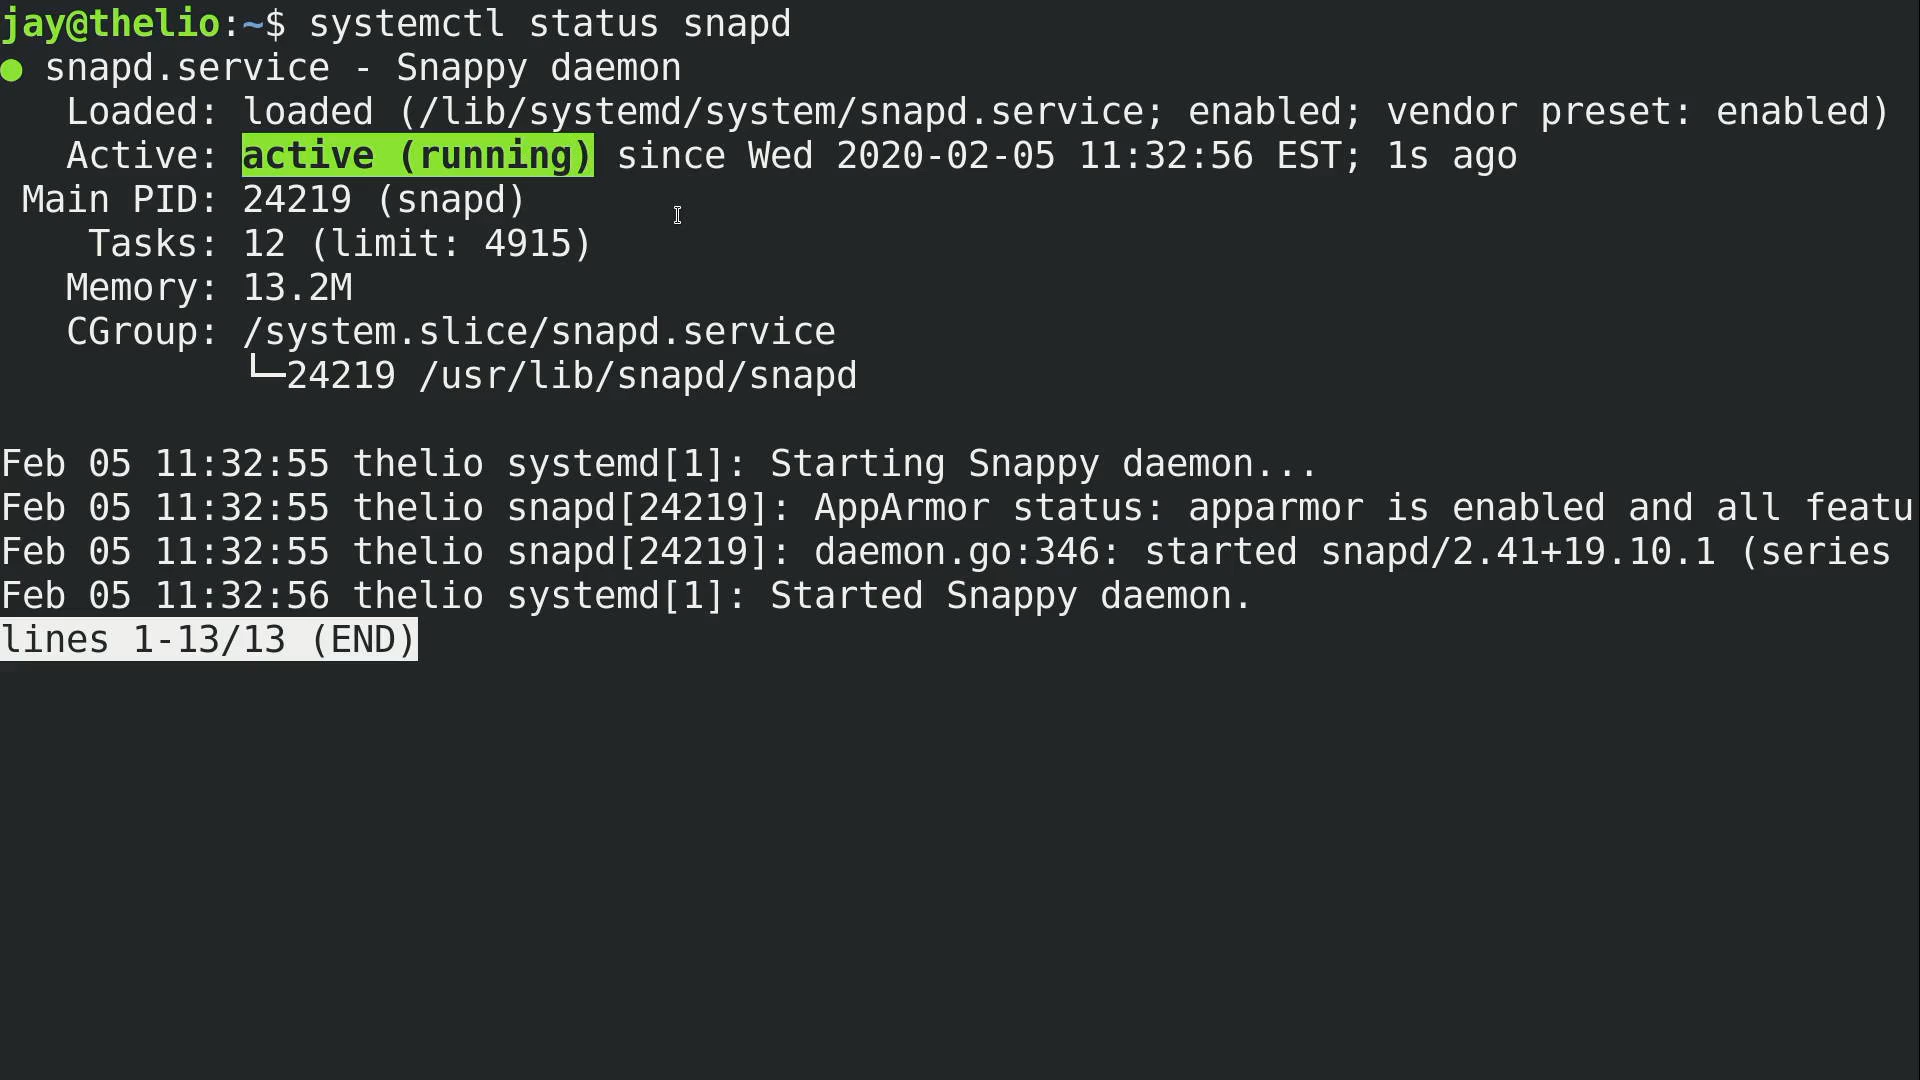 jay@thelio:~$ systemctl status snapd
● snapd.service - Snappy daemon
   Loaded: loaded (/lib/systemd/system/snapd.service; enabled; vendor preset: enabled)
   Active: active (running) since Wed 2020-02-05 11:32:56 EST; 1s ago
 Main PID: 24219 (snapd)
    Tasks: 12 (limit: 4915)
   Memory: 13.2M
   CGroup: /system.slice/snapd.service
           └─24219 /usr/lib/snapd/snapd

Feb 05 11:32:55 thelio systemd[1]: Starting Snappy daemon...
Feb 05 11:32:55 thelio snapd[24219]: AppArmor status: apparmor is enabled and all featu
Feb 05 11:32:55 thelio snapd[24219]: daemon.go:346: started snapd/2.41+19.10.1 (series
Feb 05 11:32:56 thelio systemd[1]: Started Snappy daemon.
lines 1-13/13 (END)